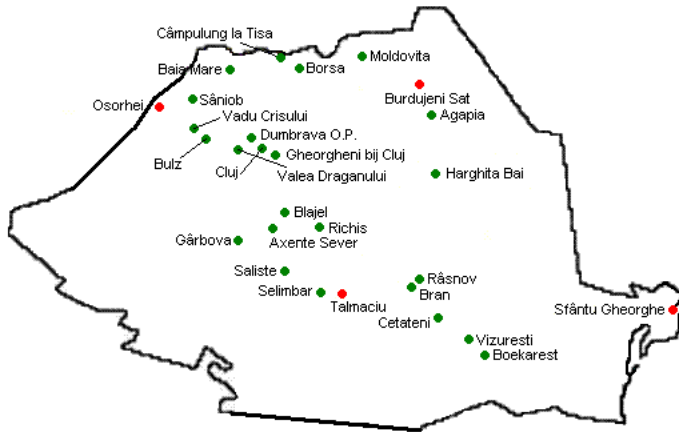 Câmpulung la Tisa
Moldovita
Baia Mare
Borsa
Burdujeni Sat
Osorhei
Sâniob
Agapia
Vadu Crisului
Dumbrava O.P.
Bulz
Gheorgheni bij Cluj
Cluj
Valea Draganului
Harghita Bai
Blajel
Richis
Gârbova
Axente Sever
Saliste
Râsnov
Selimbar
Bran
Talmaciu
Sfântu Gheorghe
Cetateni
Vizuresti
Boekarest